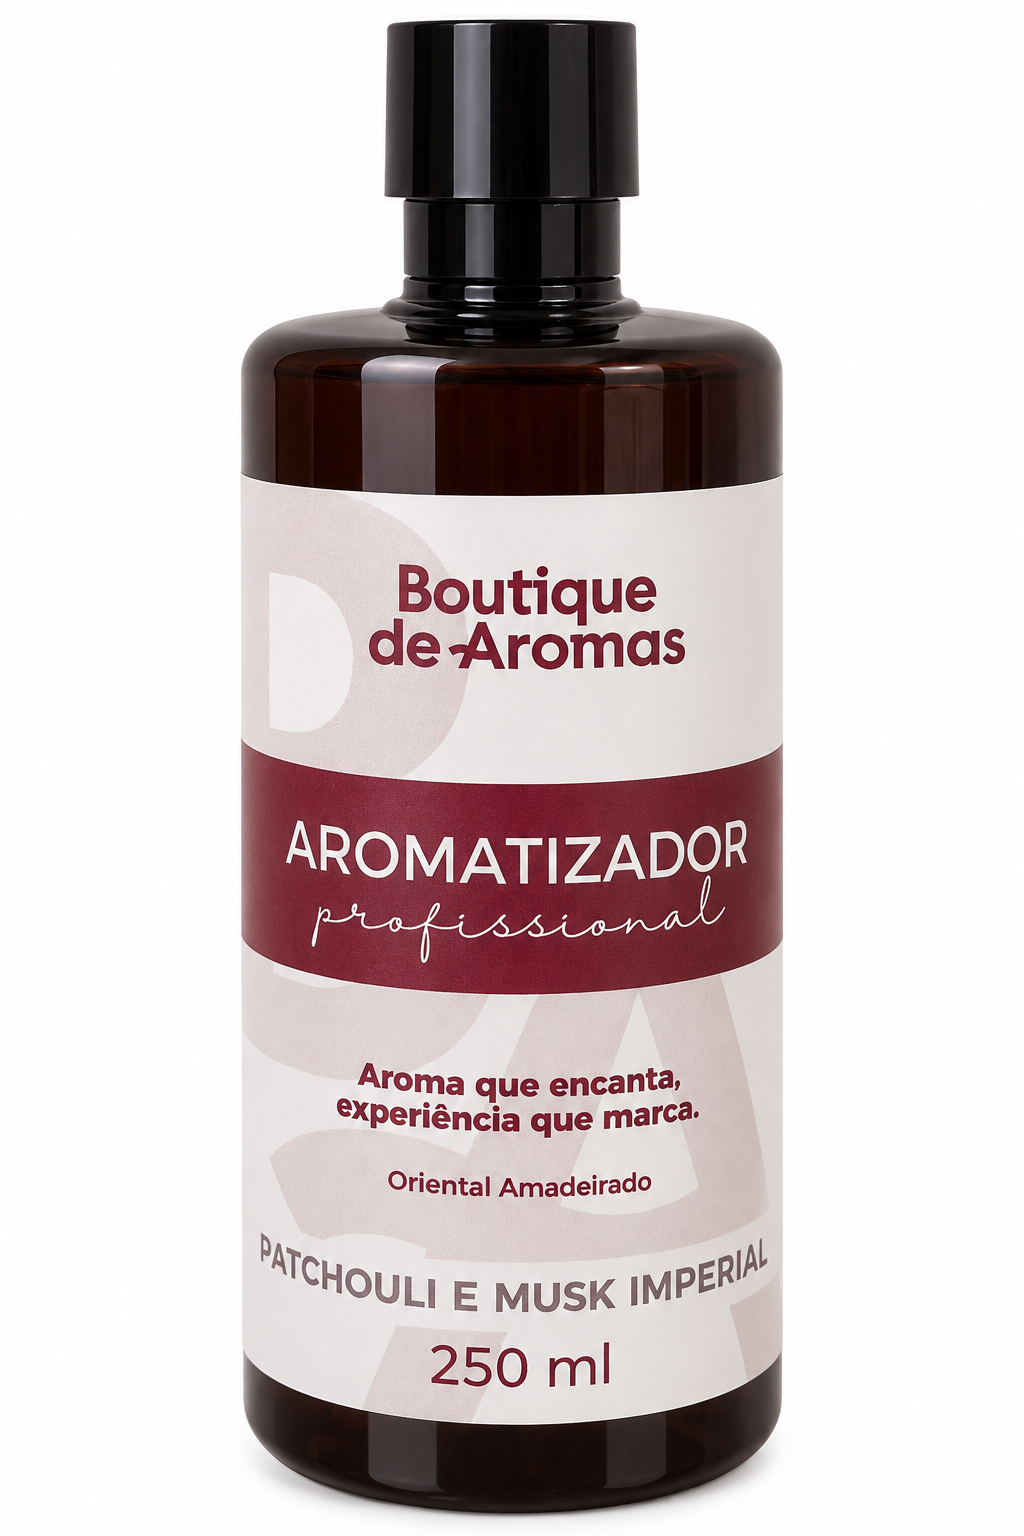 Boutique
de Aromas
AROMATIZADOR
profissional
Aroma que encanta,
experiência que marca.
Oriental Amadeirado
PATCHOULI E MUSK IMPERIAL
250 ml